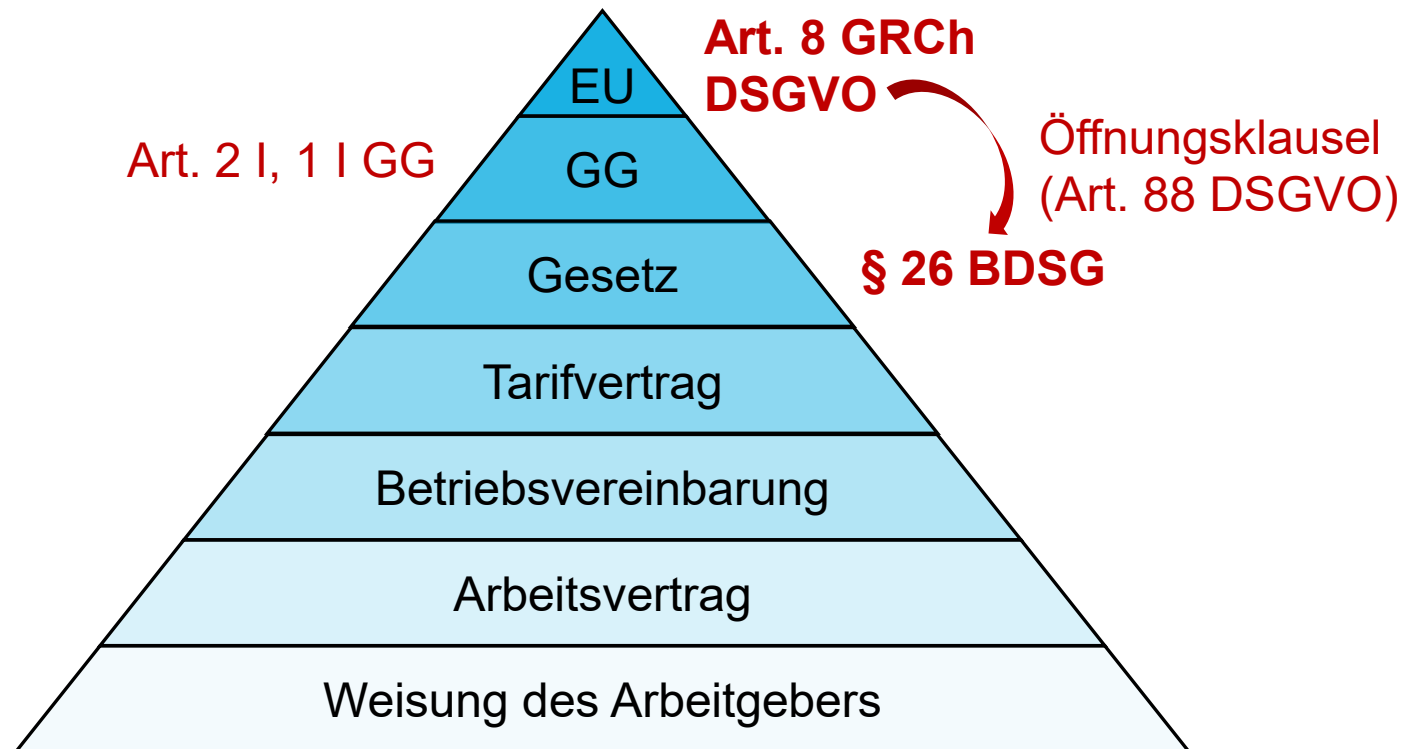 Art. 8 GRCh
DSGVO
EU
Öffnungsklausel
(Art. 88 DSGVO)
Art. 2 I, 1 I GG
GG
§ 26 BDSG
Gesetz
Tarifvertrag
Betriebsvereinbarung
Arbeitsvertrag
Weisung des Arbeitgebers